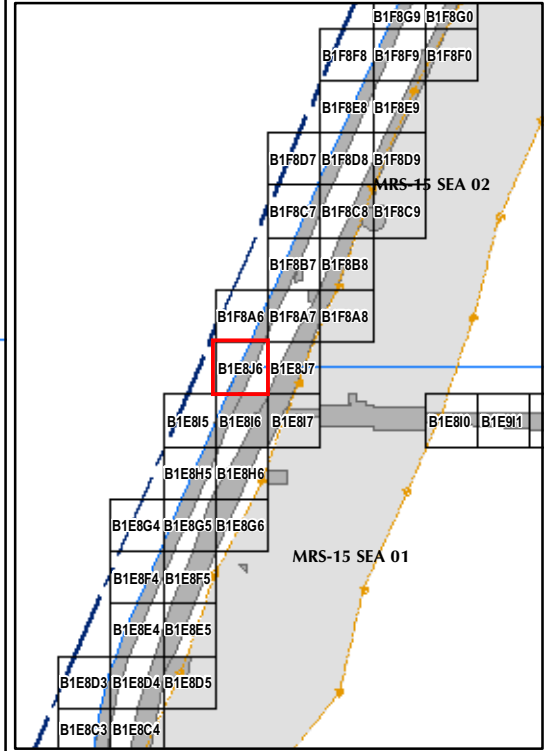 B1F8G9 B1F8G0
B1F8F8 B1F8F9 B1F8F0
B1F8E8 B1F8E9
B1F8D7 B1F8D8 B1F8D9
MRS-15 SEA 02
B1F8C7 B1F8C8 B1F8C9
B1F8B7 B1F8B8
B1F8A6 B1F8A7 B1F8A8
B1E8J6 B1E8J7
B1E8I5 B1E8I6 B1E8I7 B1E8I0 B1E9I1
B1E8H5 B1E8H6
B1E8G4 B1E8G5 B1E8G6
MRS-15 SEA 01
B1E8F4 B1E8F5
B1E8E4 B1E8E5
B1E8D3 B1E8D4 B1E8D5
B1E8C3 B1E8C4